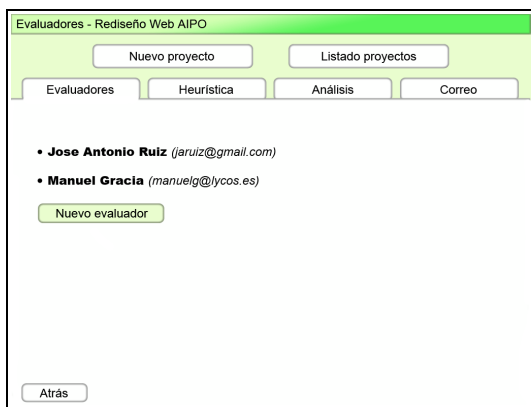 Evaluadores - Rediseño Web AIPO
Nuevo proyecto Listado proyectos
Evaluadores Heurística Análisis Correo
• Jose Antonio Ruiz (jaruiz@gmail.com)
• Manuel Gracia (manuelg@lycos.es)
Nuevo evaluador
Atrás